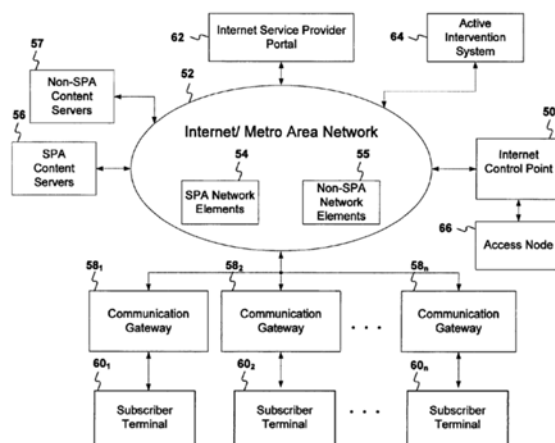 62
Internet Service Provider
Portal
64
Active
Intervention
System
57
Non-SPA
Content
Servers
52
56
SPA
Content
Servers
Internet/ Metro Area Network
54
SPA Network
Elements
55
Non-SPA
Network
Elements
50
Internet
Control Point
66
Access Node
58₁
Communication
Gateway
58₂
Communication
Gateway
58ₙ
Communication
Gateway
. . .
60₁
Subscriber
Terminal
60₂
Subscriber
Terminal
60ₙ
Subscriber
Terminal
. . .